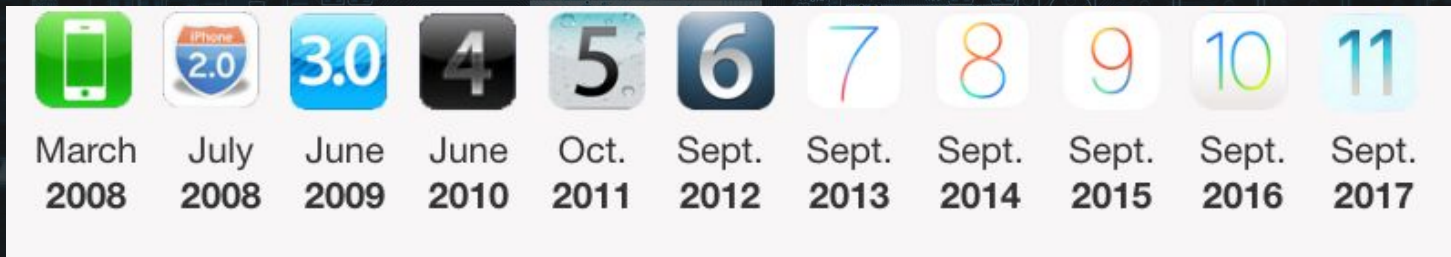 iPhone
2.0 3.0 4 5 6 7 8 9 10 11
March July June June Oct. Sept. Sept. Sept. Sept. Sept. Sept.
2008 2008 2009 2010 2011 2012 2013 2014 2015 2016 2017